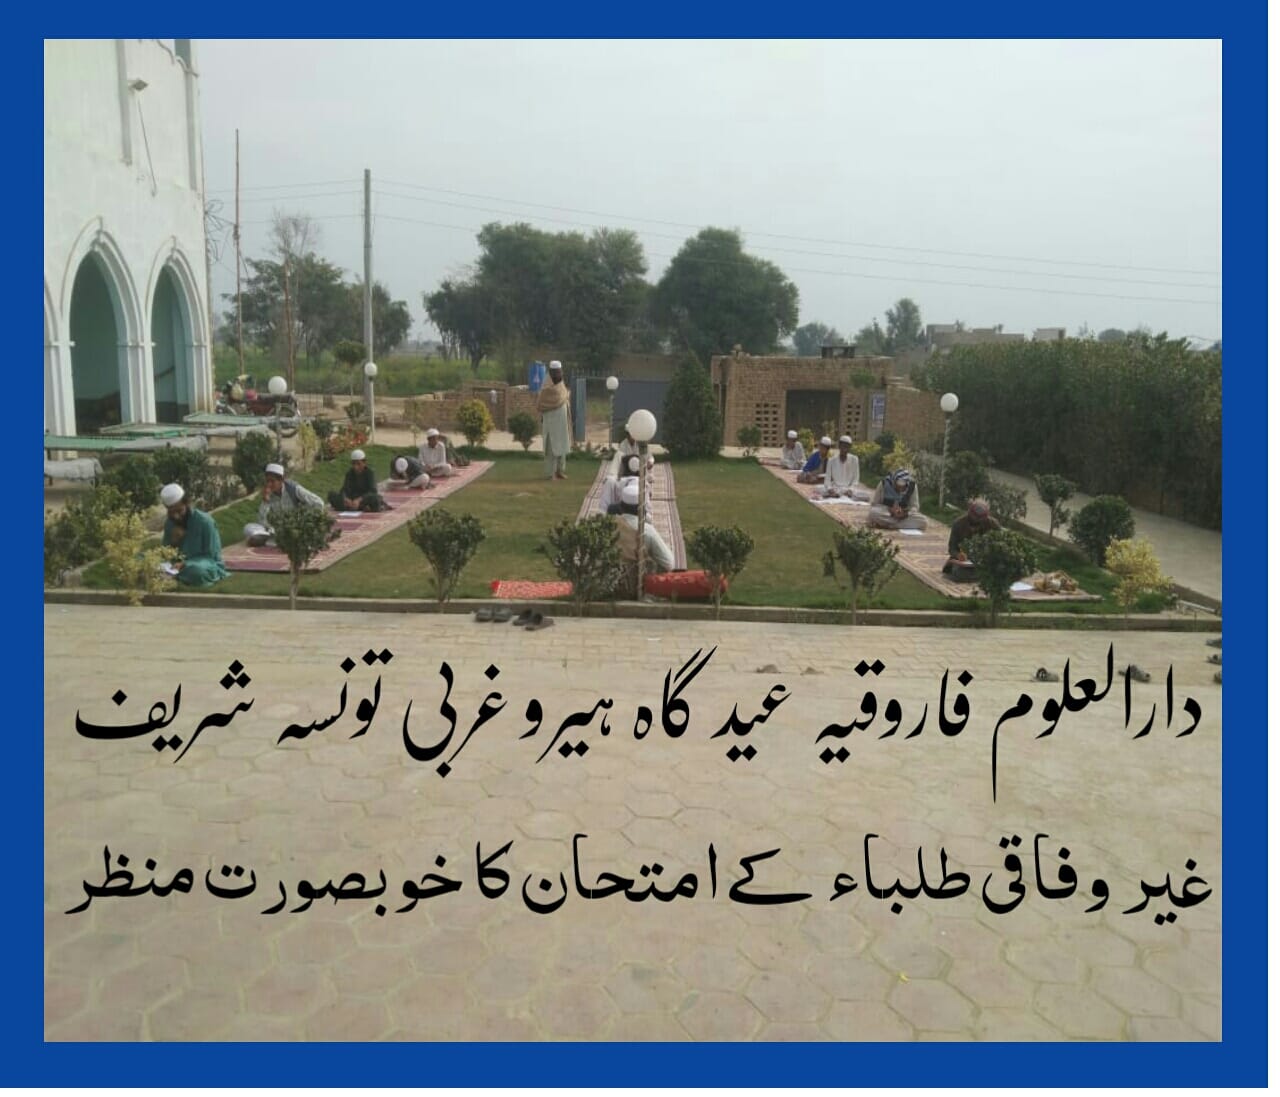 دارالعلوم فاروقیہ عید گاہ ہیرو غربی تونسہ شریف
غیر وفاقی طلباء کے امتحان کا خوبصورت منظر